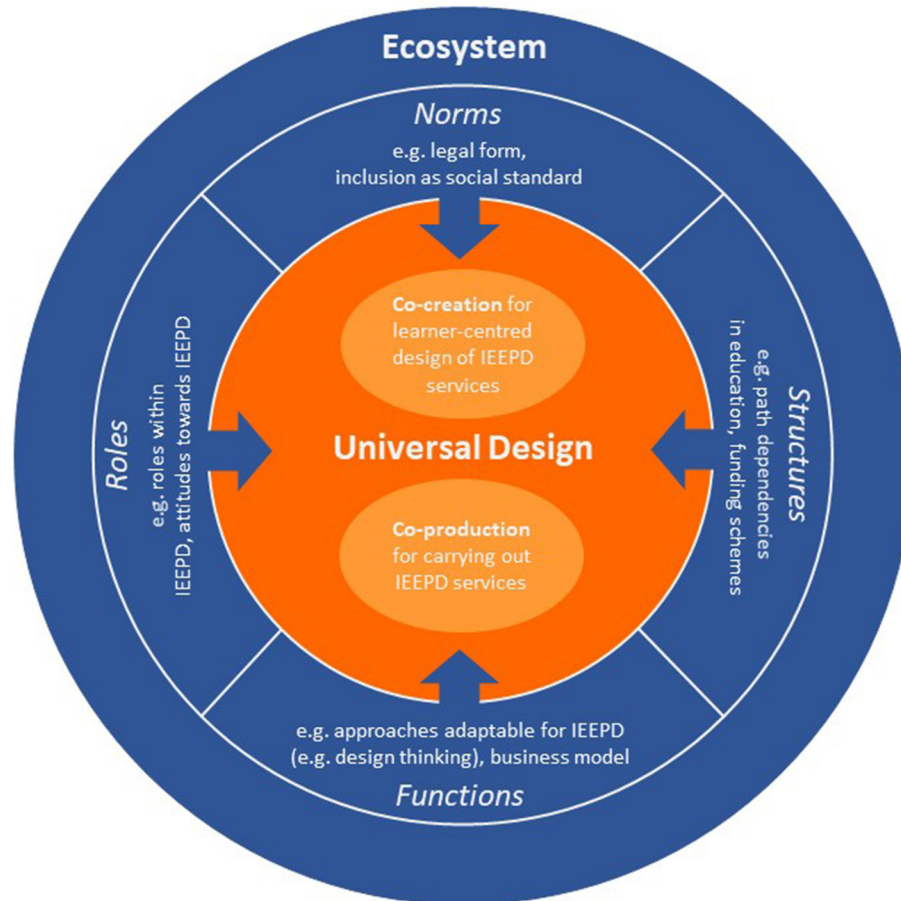 Ecosystem
Norms
e.g. legal form,
inclusion as social standard
Co-creation for
learner-centred
design of IEEPD
services
Roles
e.g. roles within
IEEPD, attitudes towards IEEPD
Universal Design
Structures
e.g. path dependencies
in education, funding schemes
Co-production
for carrying out
IEEPD services
e.g. approaches adaptable for IEEPD
(e.g. design thinking), business model
Functions